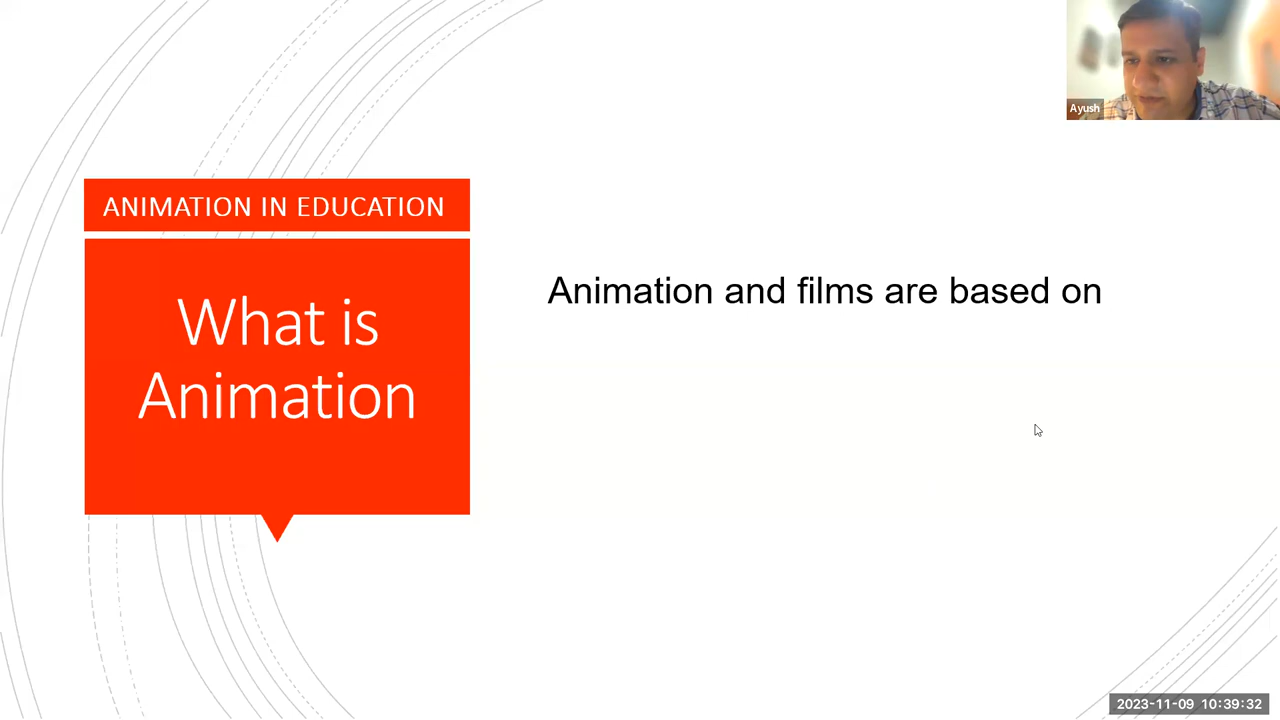 Ayush
ANIMATION IN EDUCATION
What is
Animation
Animation and films are based on
2023-11-09 10:39:32